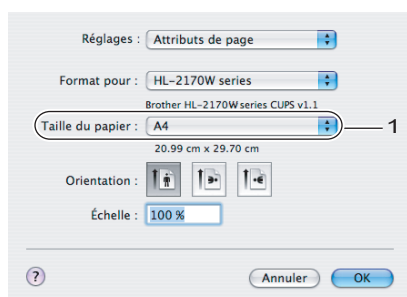 Réglages : Attributs de page
Format pour : HL-2170W series
Brother HL-2170W series CUPS v1.1
Taille du papier : A4 1
20.99 cm x 29.70 cm
Orientation :
Échelle : 100 %
? Annuler OK